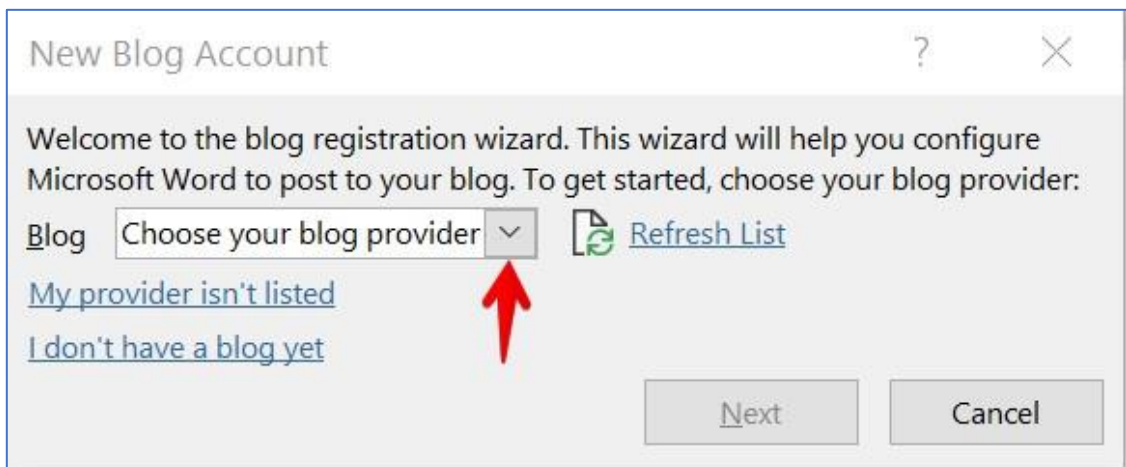 New Blog Account ?
Welcome to the blog registration wizard. This wizard will help you configure
Microsoft Word to post to your blog. To get started, choose your blog provider:
Blog Choose your blog provider Refresh List
My provider isn't listed
I don't have a blog yet
Next Cancel